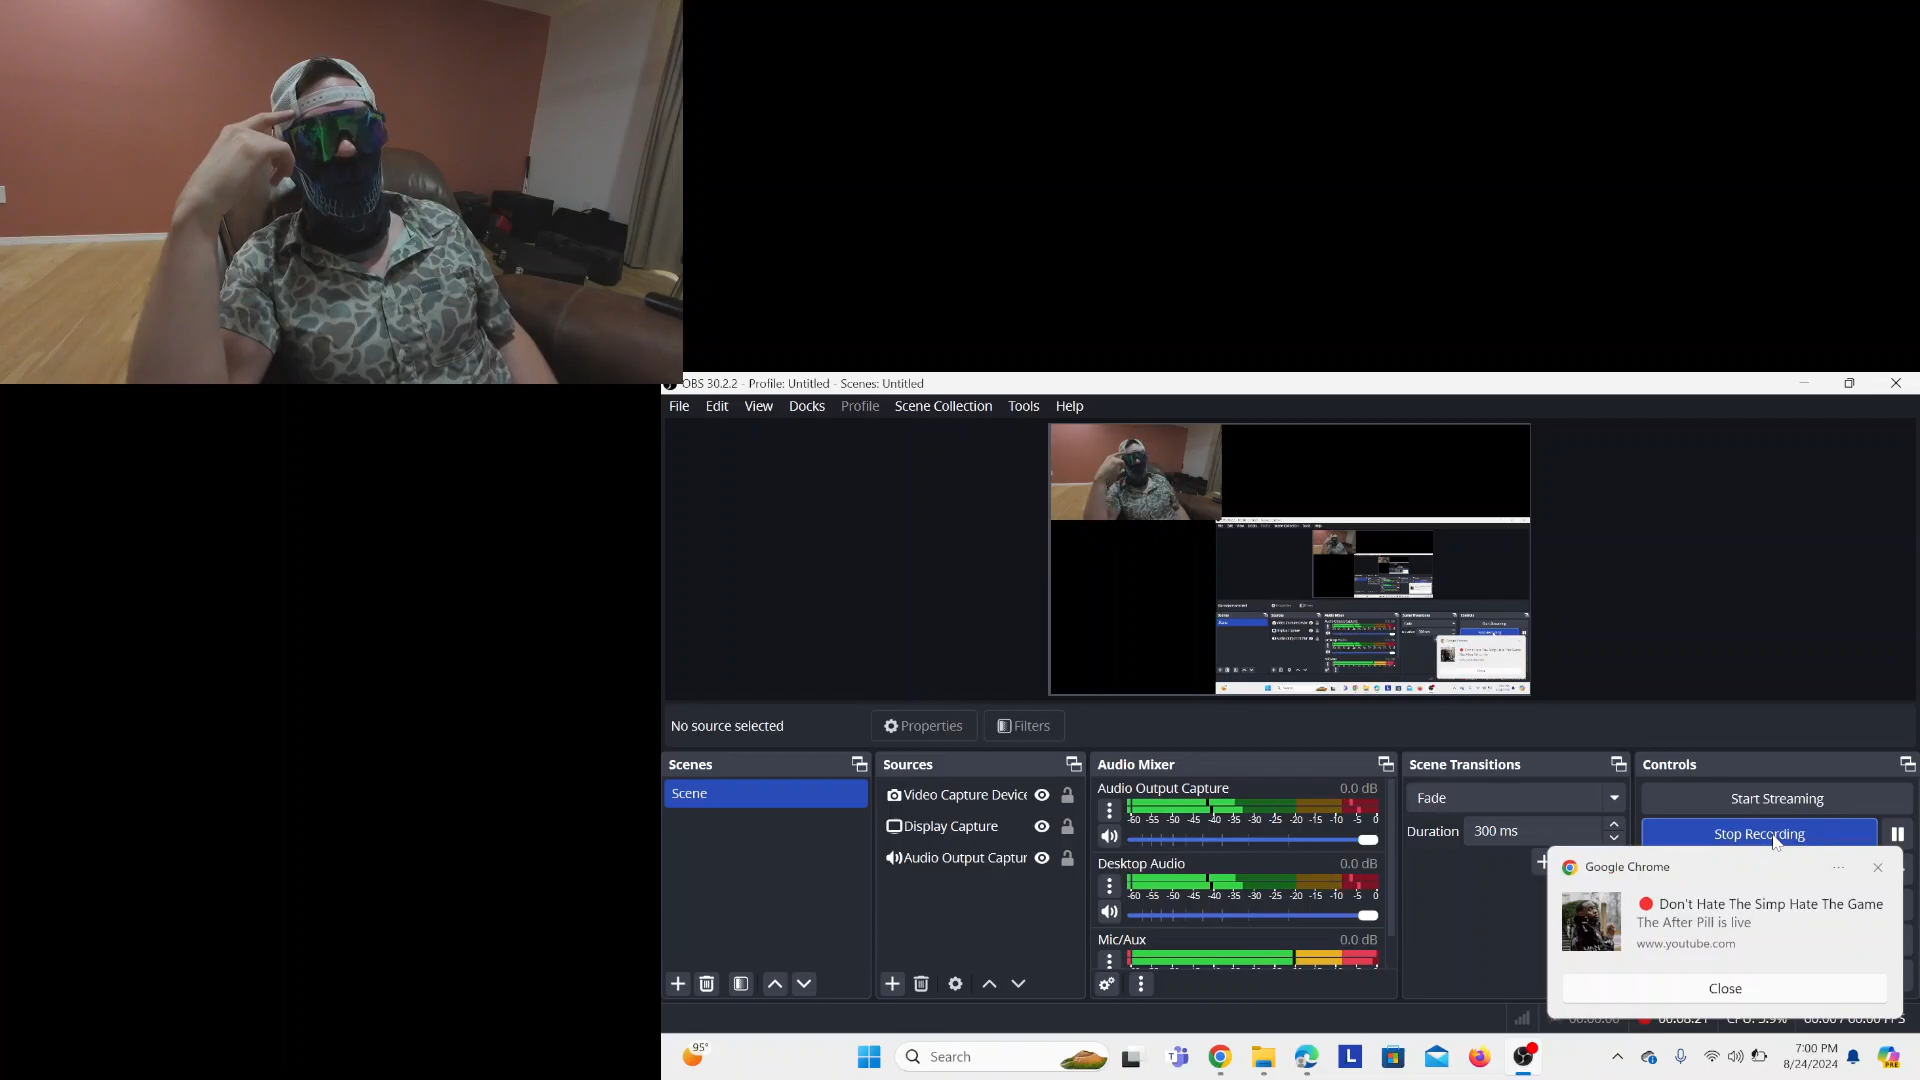 OBS 30.2.2 - Profile: Untitled - Scenes: Untitled
File Edit View Docks Profile Scene Collection Tools Help
No source selected
Properties
Filters
Scenes
Scene
Sources
Video Capture Device
Display Capture
Audio Output Captur
Audio Mixer
Audio Output Capture 0.0 dB
-60 -55 -50 -45 -40 -35 -30 -25 -20 -15 -10 -5 0
Desktop Audio 0.0 dB
-60 -55 -50 -45 -40 -35 -30 -25 -20 -15 -10 -5 0
Mic/Aux 0.0 dB
Scene Transitions
Fade
Duration 300 ms
Controls
Start Streaming
Stop Recording
Google Chrome
Don't Hate The Simp Hate The Game
The After Pill is live
www.youtube.com
Close
95°
Search
L
PRE
7:00 PM
8/24/2024